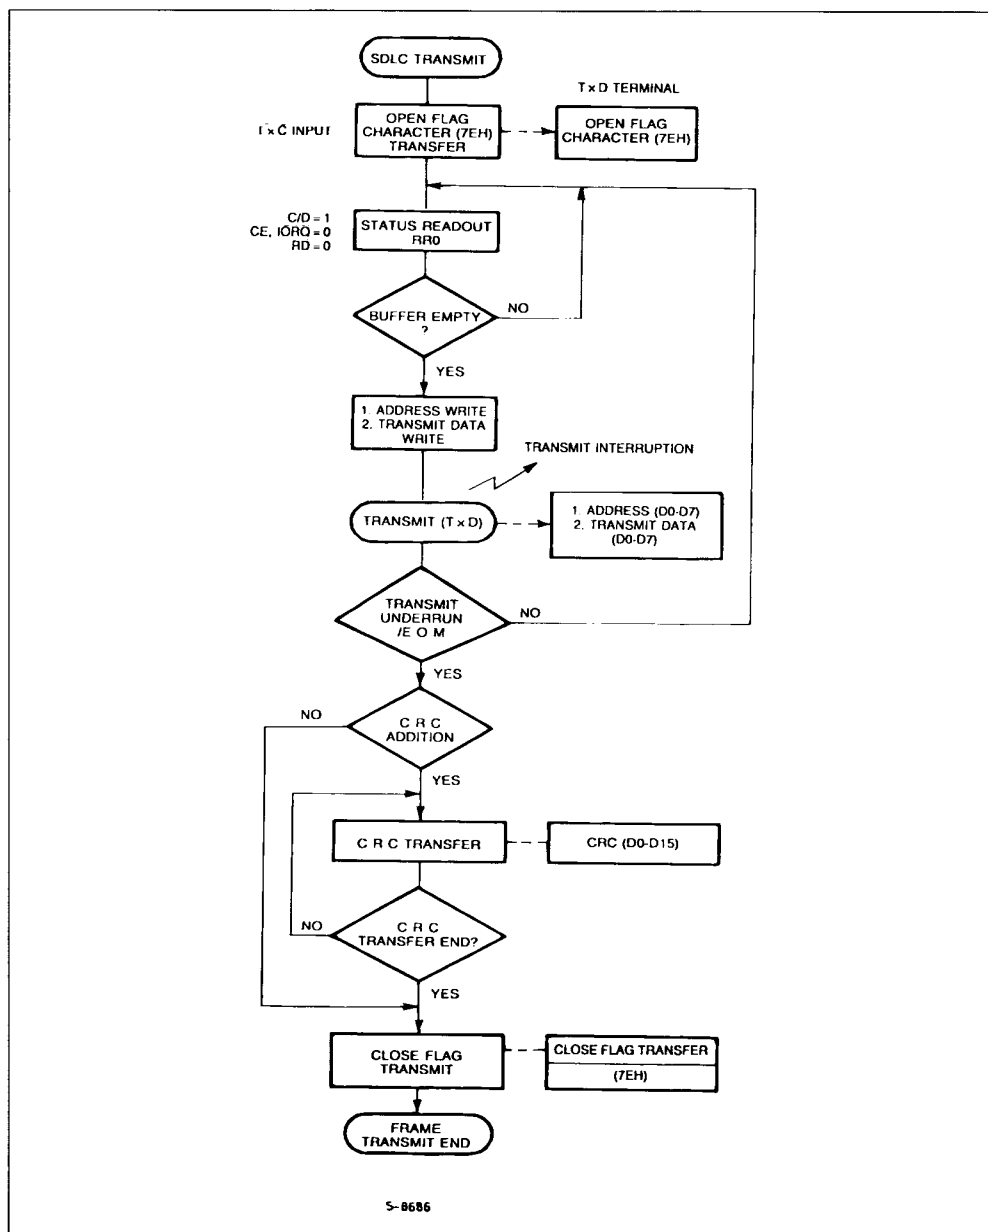 SDLC TRANSMIT
T x D TERMINAL
T x C INPUT
OPEN FLAG
CHARACTER (7EH)
TRANSFER
OPEN FLAG
CHARACTER (7EH)
C/D = 1
CE, IORQ = 0
RD = 0
STATUS READOUT
RR0
BUFFER EMPTY
?
NO
YES
1. ADDRESS WRITE
2. TRANSMIT DATA
WRITE
TRANSMIT INTERRUPTION
TRANSMIT (T x D)
1. ADDRESS (D0-D7)
2. TRANSMIT DATA
(D0-D7)
TRANSMIT
UNDERRUN
/E O M
NO
YES
NO
C R C
ADDITION
YES
C R C TRANSFER
CRC (D0-D15)
NO
C R C
TRANSFER END?
YES
CLOSE FLAG
TRANSMIT
CLOSE FLAG TRANSFER
(7EH)
FRAME
TRANSMIT END
S-8686